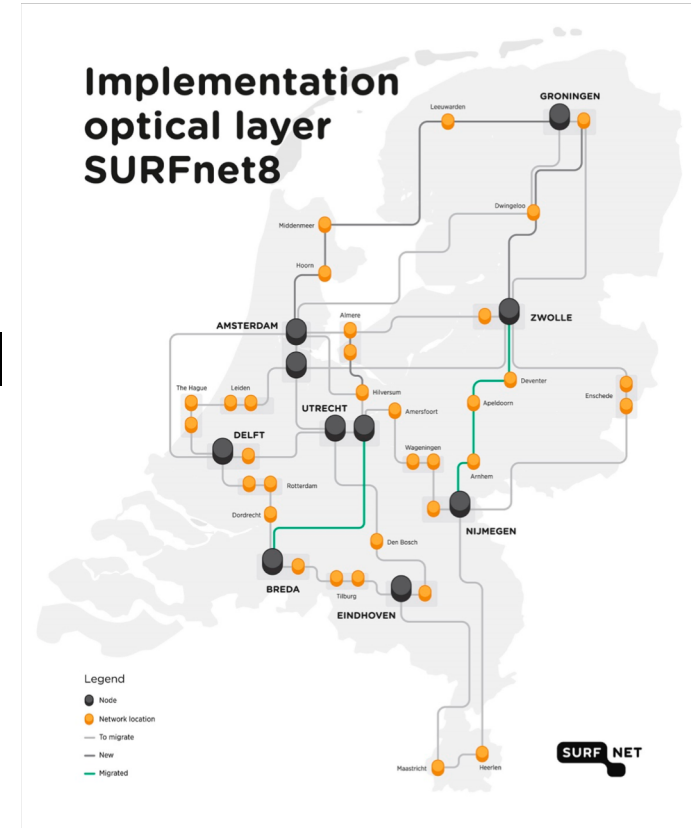 Implementation
optical layer
SURFnet8
GRONINGEN
Leeuwarden
Dwingeloo
Middenmeer
Hoorn
Almere
AMSTERDAM
ZWOLLE
Deventer
The Hague
Leiden
Hilversum
Apeldoorn
Enschede
UTRECHT
Amersfoort
DELFT
Wageningen
Arnhem
Rotterdam
Dordrecht
NIJMEGEN
Den Bosch
BREDA
Tilburg
EINDHOVEN
Legend
Node
Network location
To migrate
New
Migrated
SURF NET
Maastricht
Heerlen